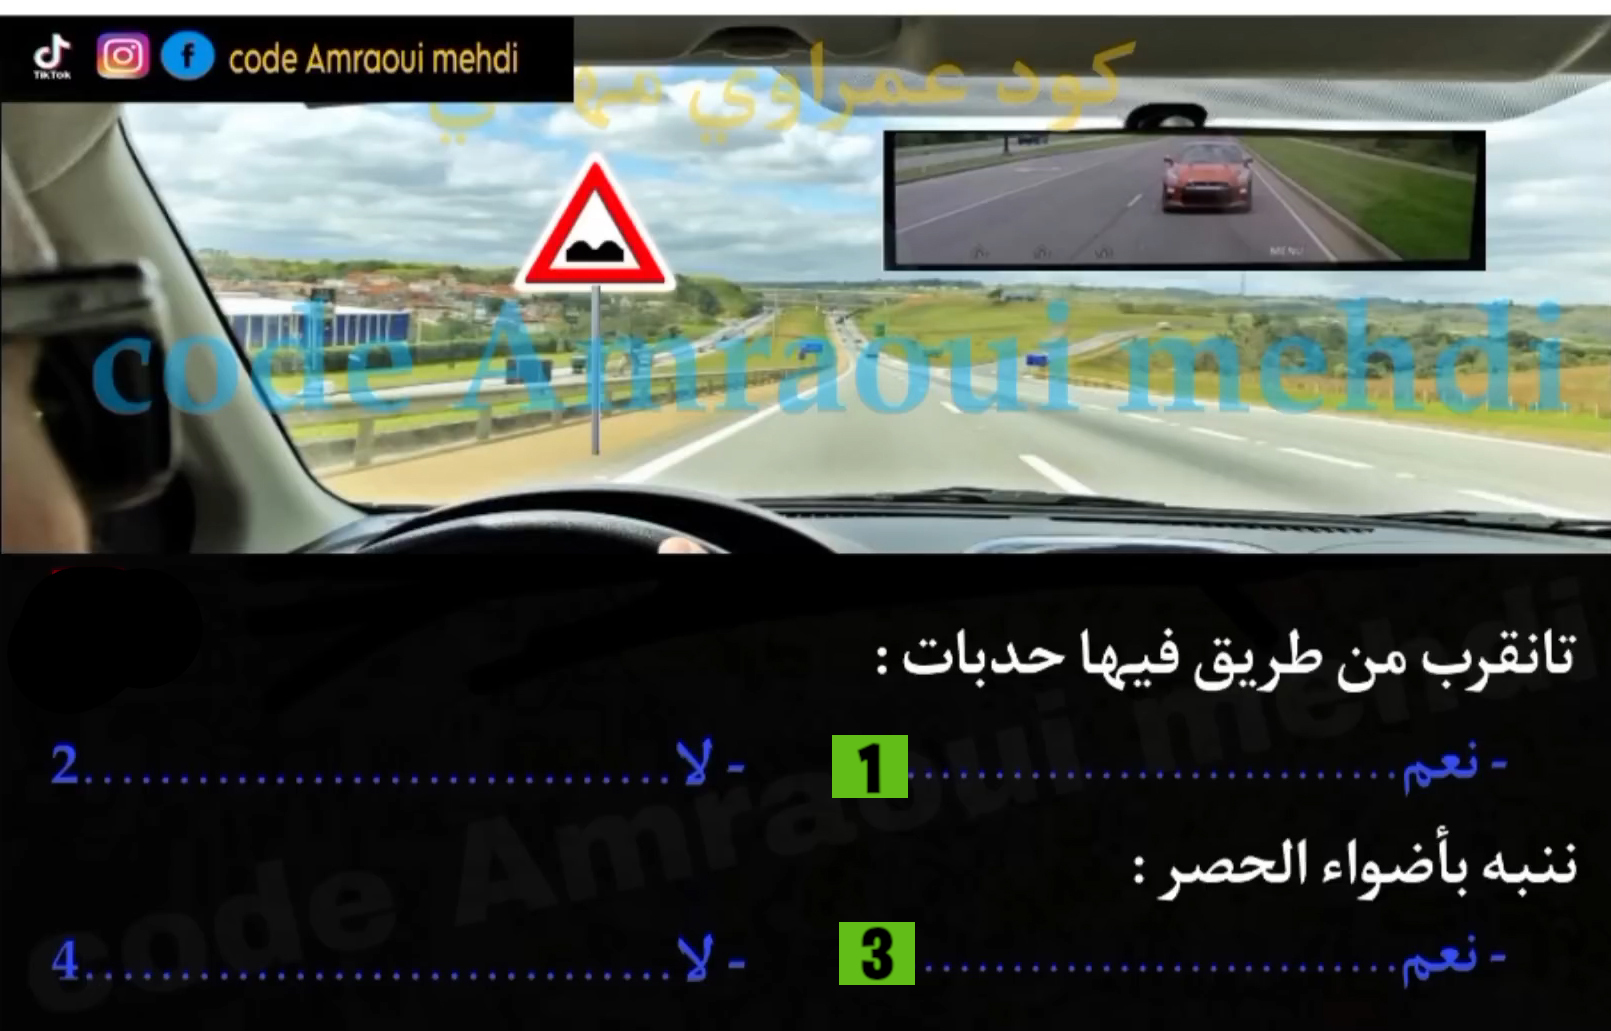 TikTok
code Amraoui mehdi
كود عمراوي مهدي
MENU
code Amraoui mehdi
تانقرب من طريق فيها حدبات :
- نعم..............................1 - لا......................................2
ننبه بأضواء الحصر :
- نعم..............................3 - لا......................................4
code Amraoui mehdi